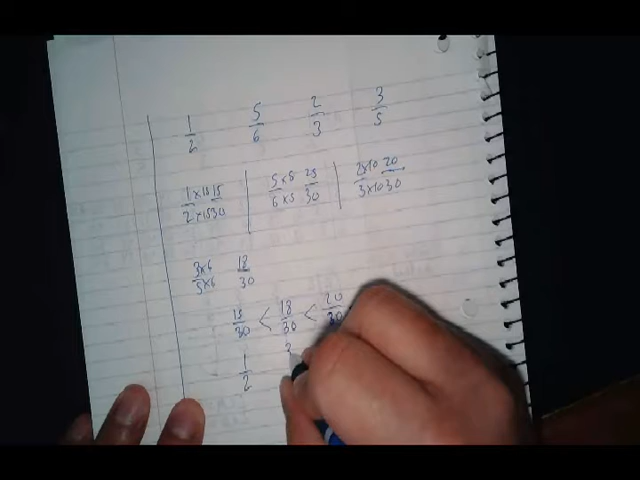 1/2 5/6 2/3 3/5
1×15/2×15 15/30 | 5×5/6×5 25/30 | 2×10/3×10 20/30
3×6/5×6 18/30
15/30 < 18/30 < 20/30
1/2 3